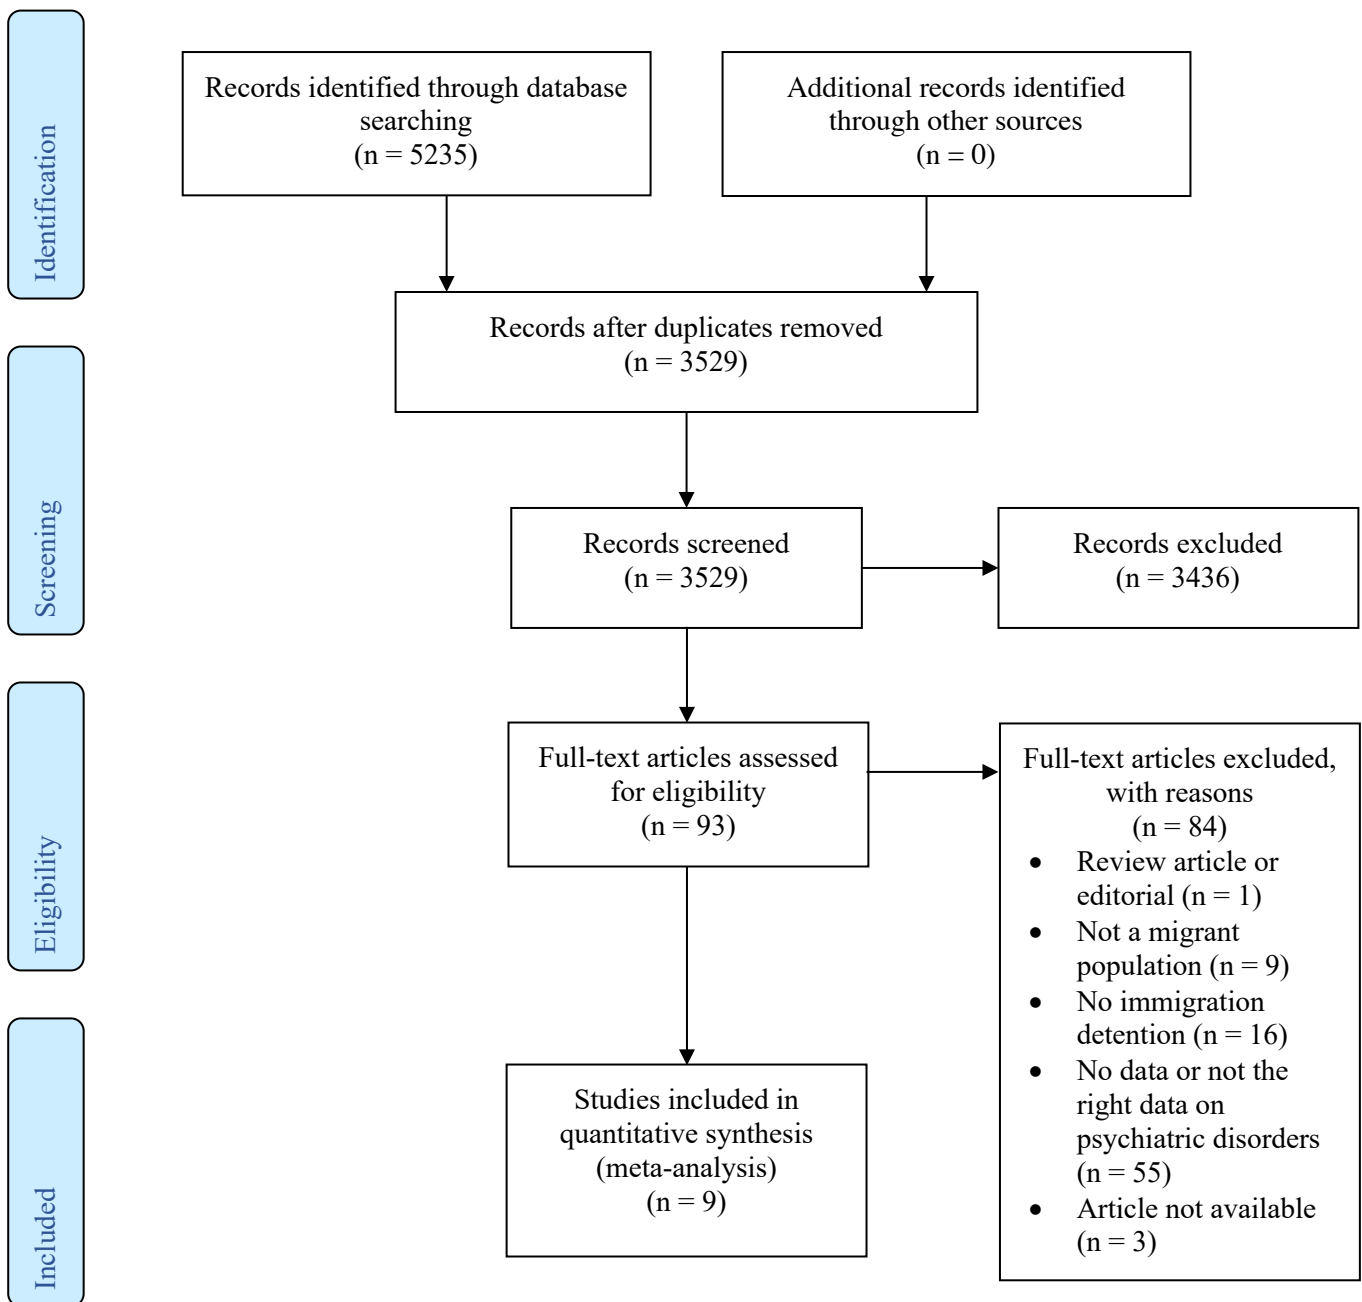 Identification
Records identified through database
searching
(n = 5235)
Additional records identified
through other sources
(n = 0)
Records after duplicates removed
(n = 3529)
Screening
Records screened
(n = 3529)
Records excluded
(n = 3436)
Eligibility
Full-text articles assessed
for eligibility
(n = 93)
Full-text articles excluded,
with reasons
(n = 84)
• Review article or
editorial (n = 1)
• Not a migrant
population (n = 9)
• No immigration
detention (n = 16)
• No data or not the
right data on
psychiatric disorders
(n = 55)
• Article not available
(n = 3)
Included
Studies included in
quantitative synthesis
(meta-analysis)
(n = 9)